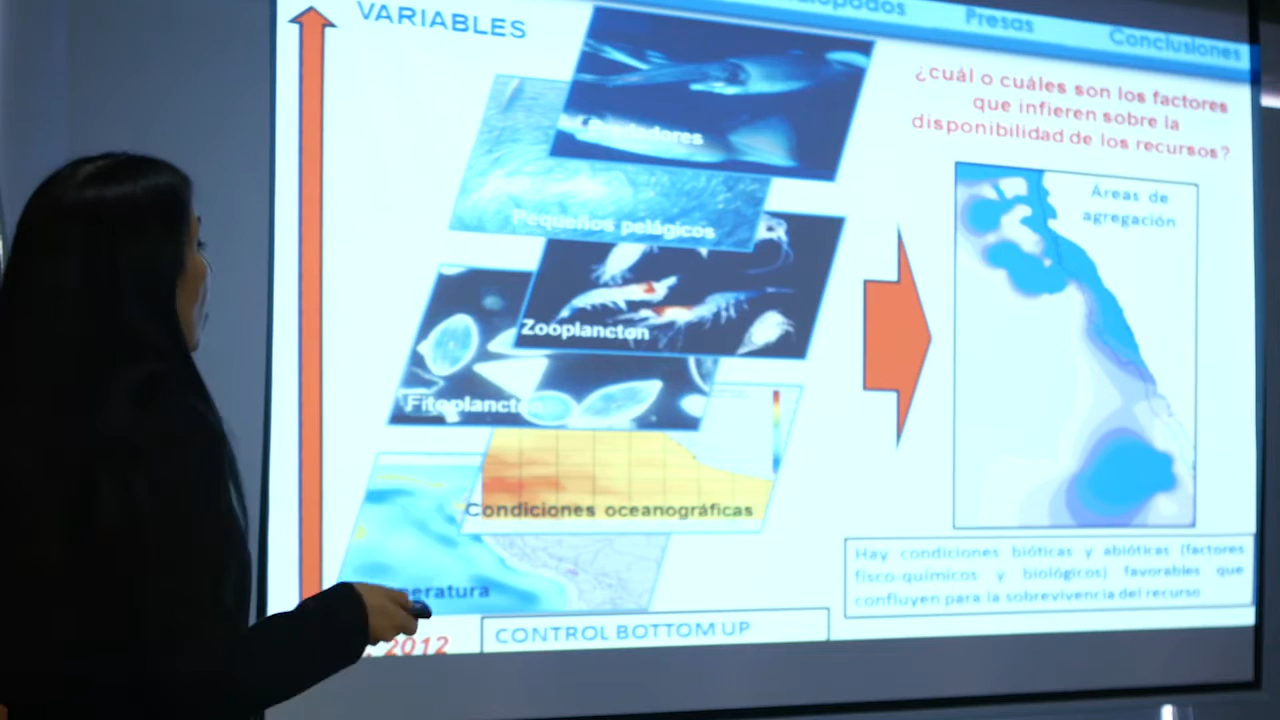 Presas
Conclusiones
VARIABLES
¿cuál o cuáles son los factores
que infieren sobre la
disponibilidad de los recursos?
Pequeños pelágicos
Zooplancton
Fitoplancton
Condiciones oceanográficas
Áreas de
agregación
Hay condiciones bióticas y abióticas (factores
fisco-químicos y biológicos) favorables que
confluyen para la sobrevivencia del recurso
2012
CONTROL BOTTOM UP